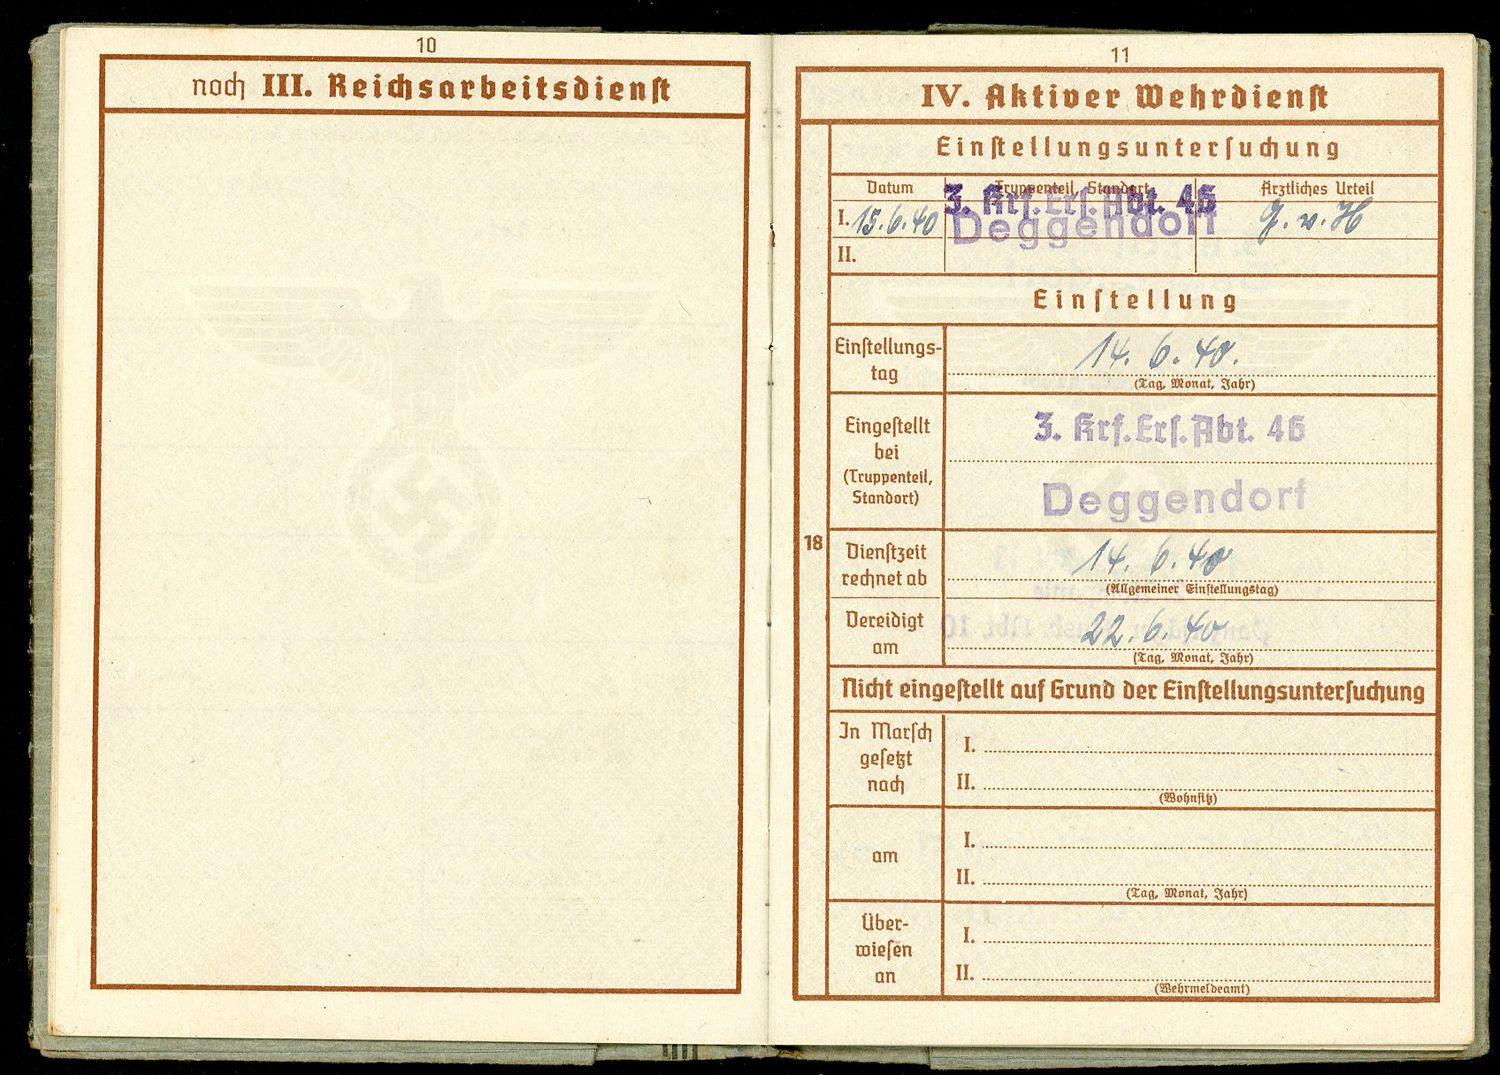 10
noch III. Reichsarbeitsdienst
11
IV. Aktiver Wehrdienst
Einstellungsuntersuchung
Datum Truppenteil, Standort Ärztliches Urteil
I. 15.6.40 3. Krf. Ers. Abt. 46 g. v. H
Deggendorf
II.
Einstellung
Einstellungs-
tag
14. 6. 40.
(Tag, Monat, Jahr)
Eingestellt
bei
(Truppenteil,
Standort)
3. Krf. Ers. Abt. 46
Deggendorf
18
Dienstzeit
rechnet ab
14. 6. 40
(Allgemeiner Einstellungstag)
Vereidigt
am
22. 6. 40
(Tag, Monat, Jahr)
Nicht eingestellt auf Grund der Einstellungsuntersuchung
In Marsch
gesetzt
nach
I.
II.
(Wohnsitz)
am
I.
II.
(Tag, Monat, Jahr)
Über-
wiesen
an
I.
II.
(Wehrmeldeamt)